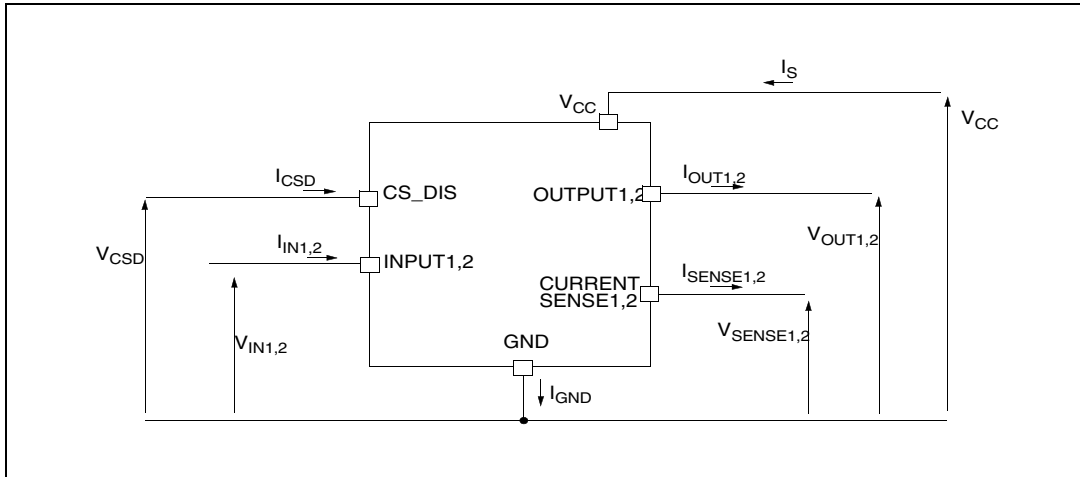 I_S
V_CC
V_CC
I_CSD
CS_DIS
I_OUT1,2
OUTPUT1,2
V_CSD
I_IN1,2
INPUT1,2
V_OUT1,2
CURRENT
SENSE1,2
I_SENSE1,2
V_IN1,2
V_SENSE1,2
GND
I_GND